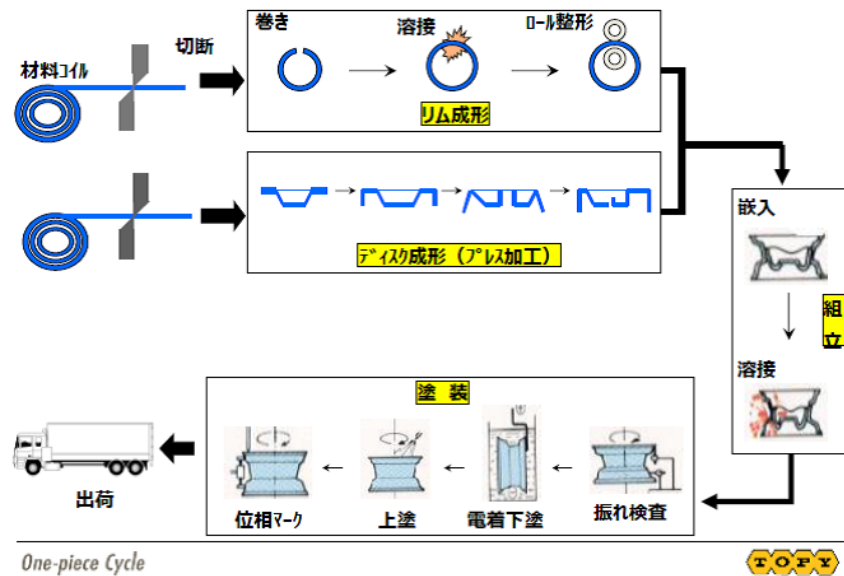 材料ｺｲﾙ
切断
巻き
溶接
ﾛｰﾙ整形
リム成形
ﾃﾞｨｽｸ成形（ﾌﾟﾚｽ加工）
嵌入
組
立
溶接
塗 装
振れ検査
電着下塗
上塗
位相ﾏｰｸ
出荷
One-piece Cycle
TOPY